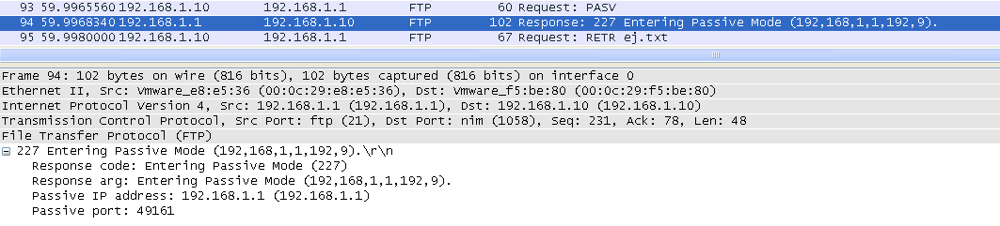 93 59.9965560 192.168.1.10 192.168.1.1 FTP 60 Request: PASV
94 59.9968340 192.168.1.1 192.168.1.10 FTP 102 Response: 227 Entering Passive Mode (192,168,1,1,192,9).
95 59.9980000 192.168.1.10 192.168.1.1 FTP 67 Request: RETR ej.txt
Frame 94: 102 bytes on wire (816 bits), 102 bytes captured (816 bits) on interface 0
Ethernet II, Src: Vmware_e8:e5:36 (00:0c:29:e8:e5:36), Dst: Vmware_f5:be:80 (00:0c:29:f5:be:80)
Internet Protocol Version 4, Src: 192.168.1.1 (192.168.1.1), Dst: 192.168.1.10 (192.168.1.10)
Transmission Control Protocol, Src Port: ftp (21), Dst Port: nim (1058), Seq: 231, Ack: 78, Len: 48
File Transfer Protocol (FTP)
227 Entering Passive Mode (192,168,1,1,192,9).\r\n
Response code: Entering Passive Mode (227)
Response arg: Entering Passive Mode (192,168,1,1,192,9).
Passive IP address: 192.168.1.1 (192.168.1.1)
Passive port: 49161